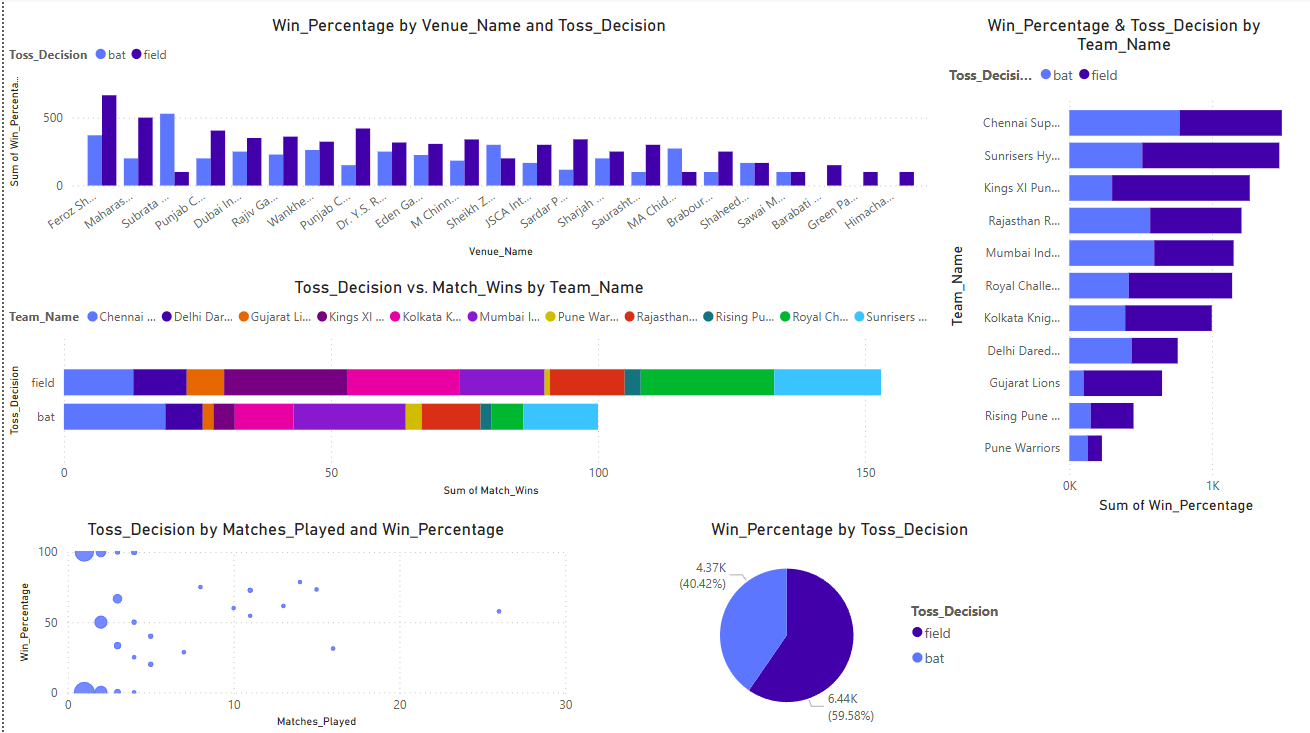 Win_Percentage by Venue_Name and Toss_Decision
Toss_Decision bat field
Sum of Win_Percenta...
500
0
Feroz Sh...
Maharas...
Subrata ...
Punjab C...
Dubai In...
Rajiv Ga...
Wankhe...
Punjab C...
Dr. Y.S. R...
Eden Ga...
M Chinn...
Sheikh Z...
JSCA Int...
Sardar P...
Sharjah ...
Saurasht...
MA Chid...
Brabour...
Shaheed...
Sawai M...
Barabati ...
Green Pa...
Himacha...
Venue_Name
Win_Percentage & Toss_Decision by
Team_Name
Toss_Decisi... bat field
Team_Name
Chennai Sup...
Sunrisers Hy...
Kings XI Pun...
Rajasthan R...
Mumbai Ind...
Royal Challe...
Kolkata Knig...
Delhi Dared...
Gujarat Lions
Rising Pune ...
Pune Warriors
0K 1K
Sum of Win_Percentage
Toss_Decision vs. Match_Wins by Team_Name
Team_Name Chennai ... Delhi Dar... Gujarat Li... Kings XI ... Kolkata K... Mumbai I... Pune War... Rajasthan... Rising Pu... Royal Ch... Sunrisers ...
Toss_Decision
field
bat
0 50 100 150
Sum of Match_Wins
Toss_Decision by Matches_Played and Win_Percentage
Win_Percentage
100
50
0
0 10 20 30
Matches_Played
Win_Percentage by Toss_Decision
4.37K
(40.42%)
6.44K
(59.58%)
Toss_Decision
field
bat